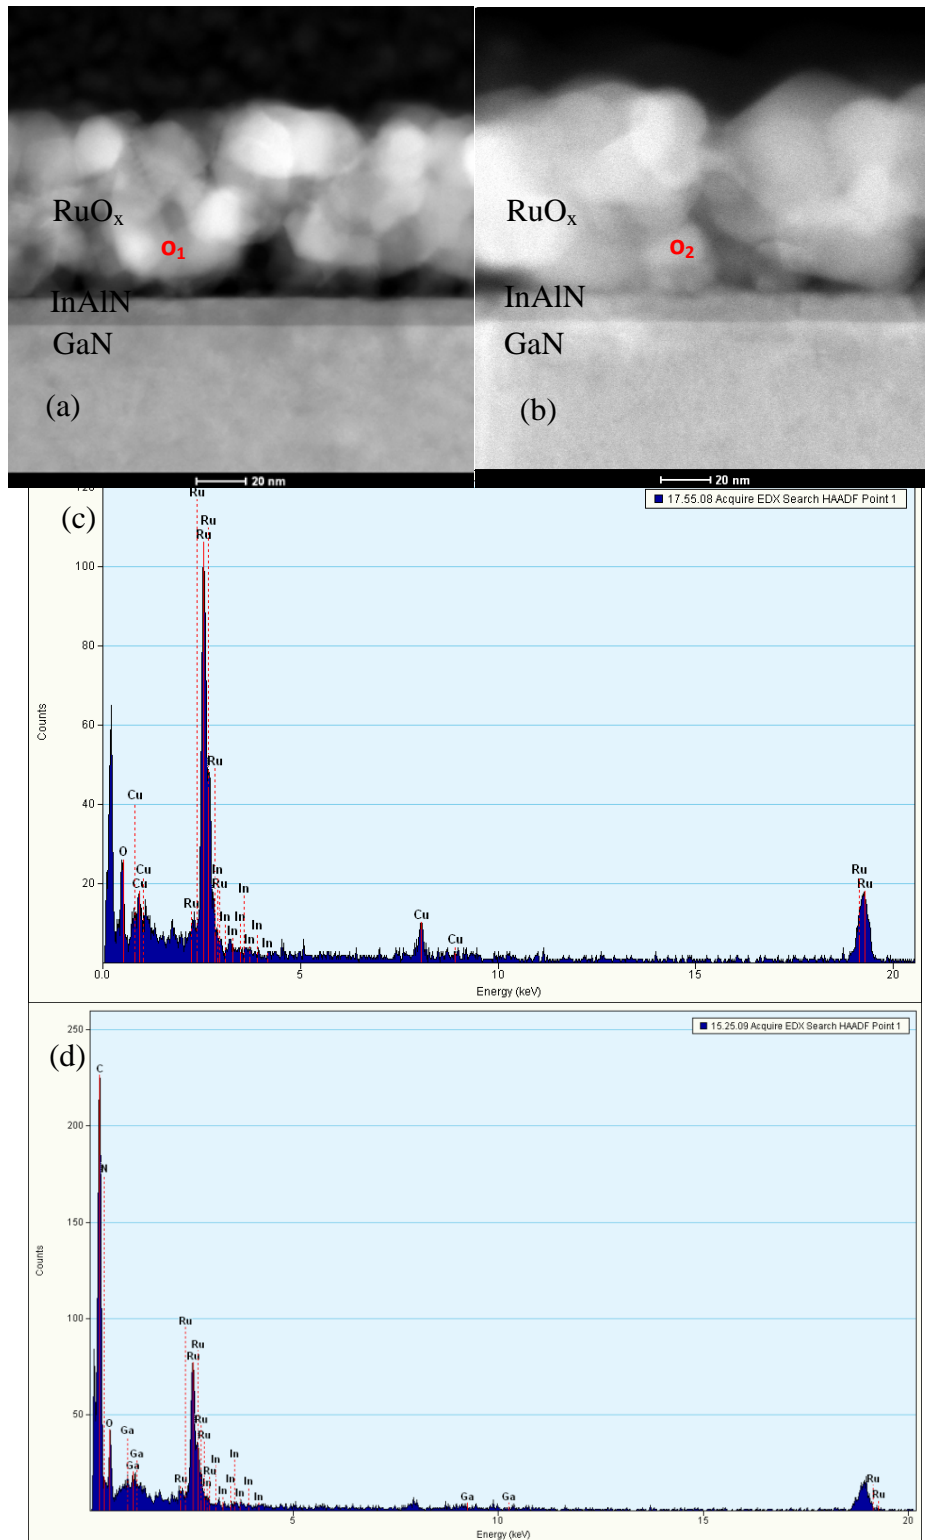 RuOx
O1
InAlN
GaN
(a)
20 nm
RuOx
O2
InAlN
GaN
(b)
20 nm
(c)
17.55.08 Acquire EDX Search HAADF Point 1
120
100
80
60
40
20
Counts
Ru
Ru
Ru
Ru
Cu
O
Cu
Cu
Ru
In
Ru
In
In
In
In
In
In
In
Cu
Cu
Ru
Ru
0.0
5
10
15
20
Energy (keV)
(d)
15.25.09 Acquire EDX Search HAADF Point 1
250
200
150
100
50
Counts
C
N
O
Ga
Ga
Ga
Ru
Ru
Ru
Ru
Ru
Ru
Ru
In
In
In
In
In
In
In
In
Ga
Ga
Ru
Ru
5
10
15
20
Energy (keV)